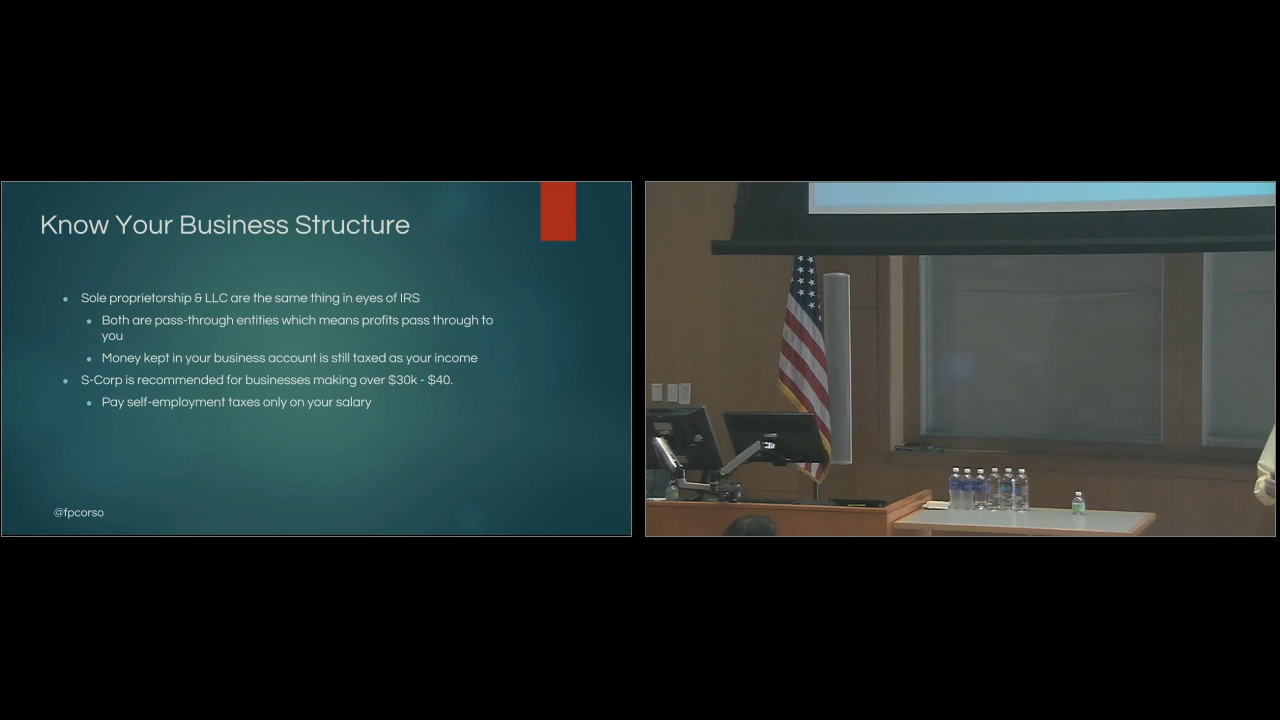 Know Your Business Structure
Sole proprietorship & LLC are the same thing in eyes of IRS
Both are pass-through entities which means profits pass through to
you
Money kept in your business account is still taxed as your income
S-Corp is recommended for businesses making over $30k - $40.
Pay self-employment taxes only on your salary
@fpcorso